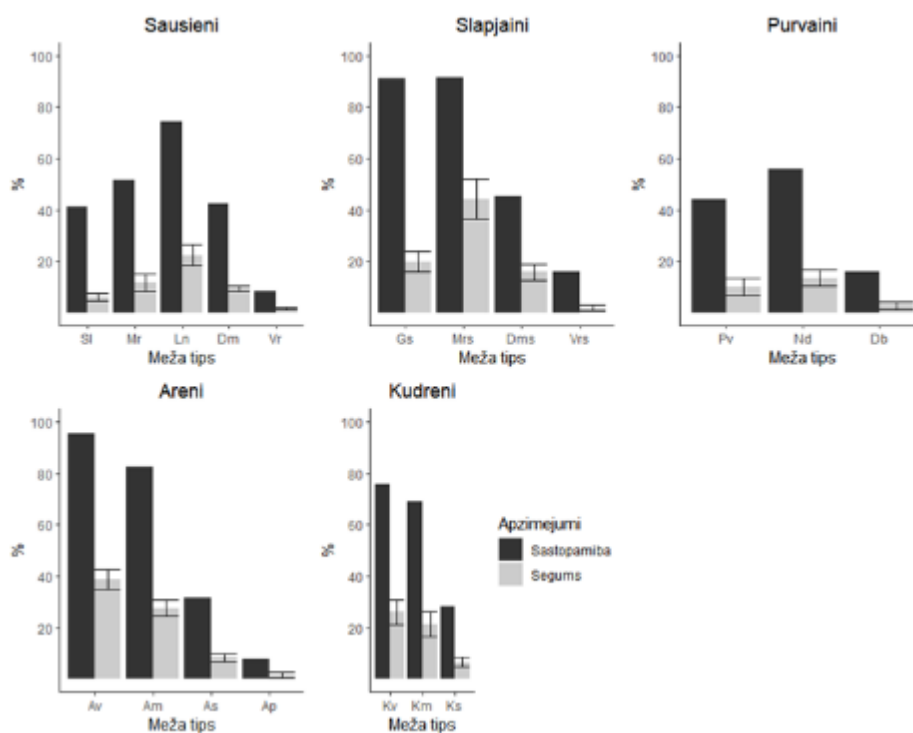 Sausieni
Slapjaini
Purvaini
100
80
60
40
20
%
Sl Mr Ln Dm Vr
Meža tips
100
80
60
40
20
%
Gs Mrs Dms Vrs
Meža tips
100
80
60
40
20
%
Pv Nd Db
Meža tips
Areni
Kudreni
100
80
60
40
20
%
Av Am As Ap
Meža tips
100
80
60
40
20
%
Kv Km Ks
Meža tips
Apzimejumi
Sastopamiba
Segums